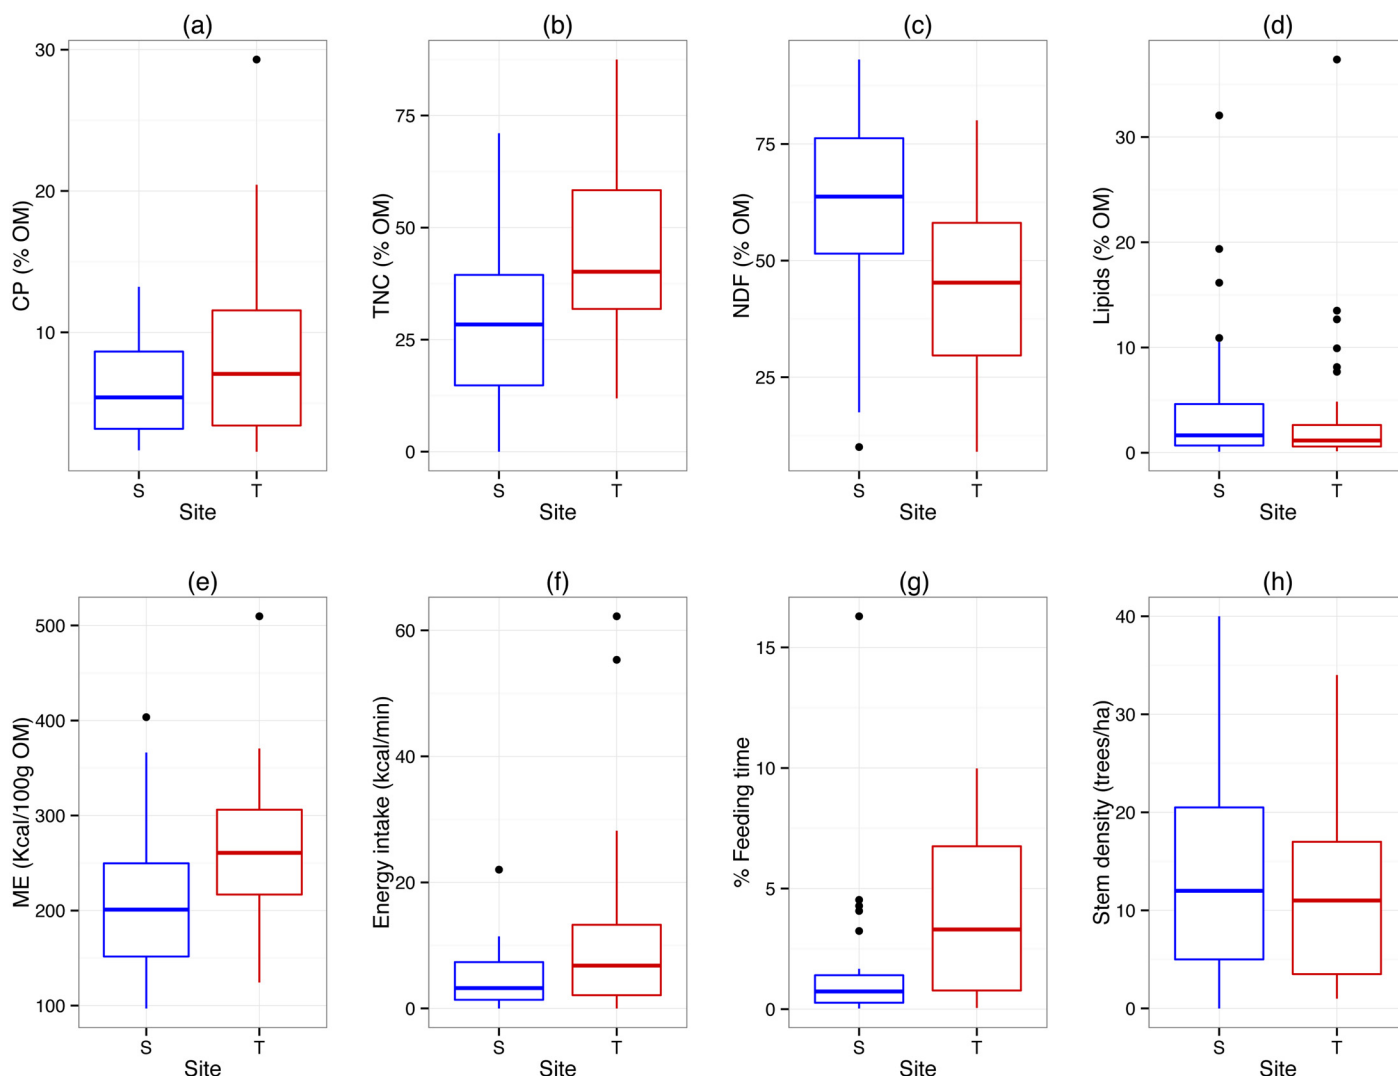 (a)
CP (% OM)
30
20
10
S T
Site
(b)
TNC (% OM)
75
50
25
0
S T
Site
(c)
NDF (% OM)
75
50
25
S T
Site
(d)
Lipids (% OM)
30
20
10
0
S T
Site
(e)
ME (Kcal/100g OM)
500
400
300
200
100
S T
Site
(f)
Energy intake (kcal/min)
60
40
20
0
S T
Site
(g)
% Feeding time
15
10
5
0
S T
Site
(h)
Stem density (trees/ha)
40
30
20
10
0
S T
Site